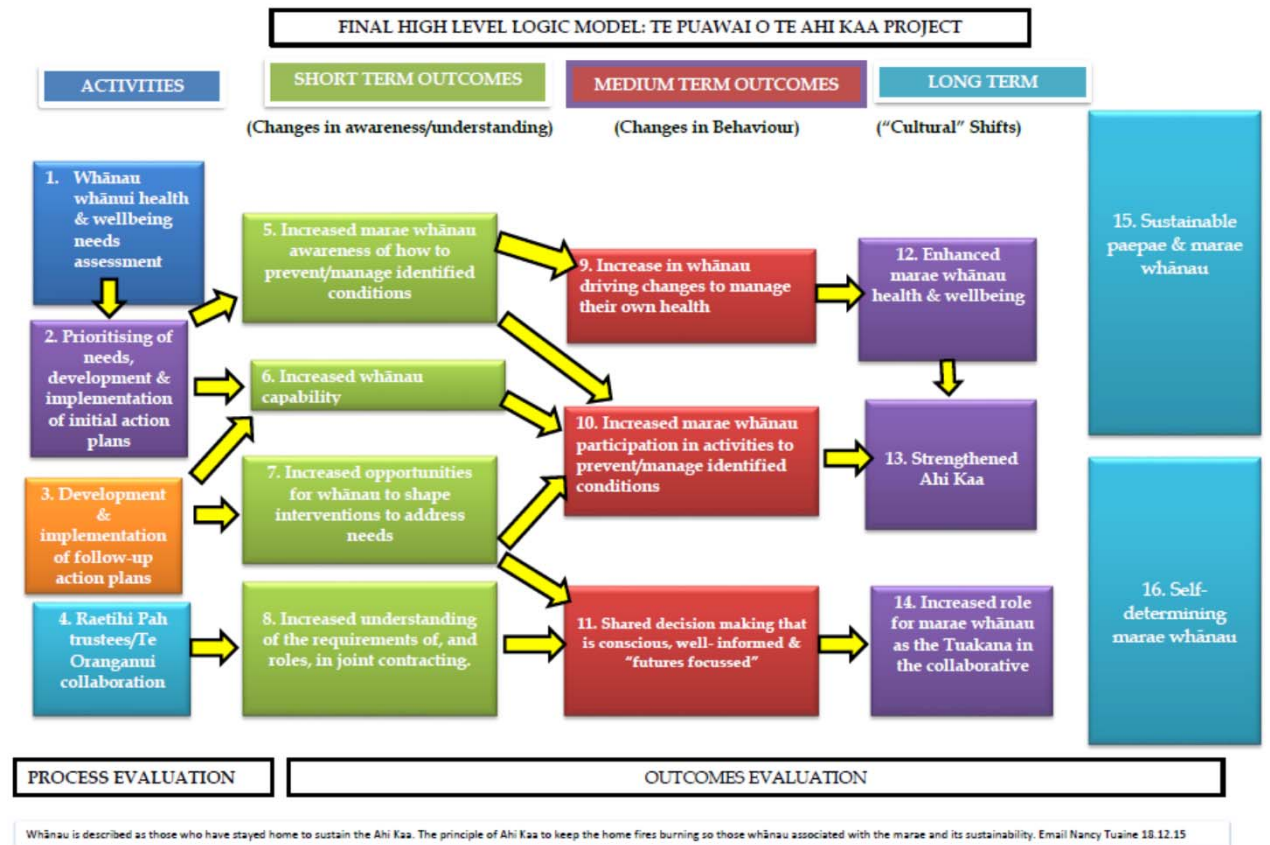 FINAL HIGH LEVEL LOGIC MODEL: TE PUAWAI O TE AHI KAA PROJECT
ACTIVITIES
SHORT TERM OUTCOMES
MEDIUM TERM OUTCOMES
LONG TERM
(Changes in awareness/understanding)
(Changes in Behaviour)
("Cultural" Shifts)
1. Whānau
whānui health
& wellbeing
needs
assessment
2. Prioritising of
needs,
development &
implementation
of initial action
plans
3. Development
&
implementation
of follow-up
action plans
4. Raetihi Pah
trustees/Te
Oranganui
collaboration
5. Increased marae whānau
awareness of how to
prevent/manage identified
conditions
6. Increased whānau
capability
7. Increased opportunities
for whānau to shape
interventions to address
needs
8. Increased understanding
of the requirements of, and
roles, in joint contracting.
9. Increase in whānau
driving changes to manage
their own health
10. Increased marae whānau
participation in activities to
prevent/manage identified
conditions
11. Shared decision making that
is conscious, well- informed &
"futures focussed"
12. Enhanced
marae whānau
health & wellbeing
13. Strengthened
Ahi Kaa
14. Increased role
for marae whānau
as the Tuakana in
the collaborative
15. Sustainable
paepae & marae
whānau
16. Self-
determining
marae whānau
PROCESS EVALUATION
OUTCOMES EVALUATION
Whānau is described as those who have stayed home to sustain the Ahi Kaa. The principle of Ahi Kaa to keep the home fires burning so those whānau associated with the marae and its sustainability. Email Nancy Tuaine 18.12.15